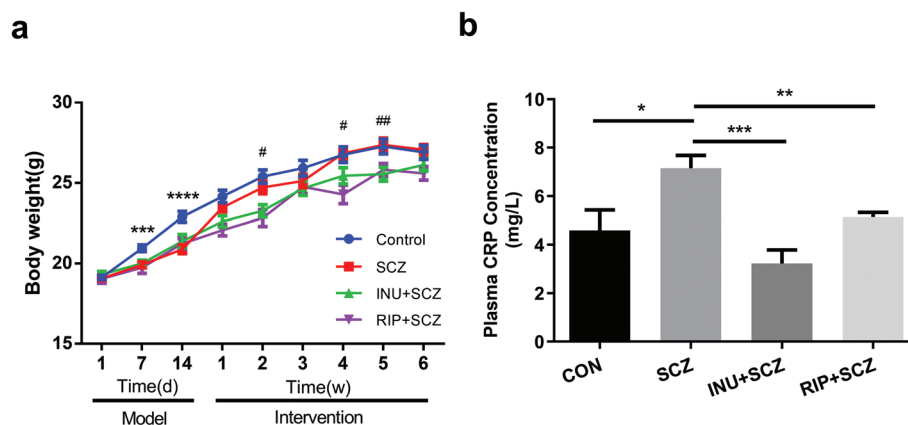 a
Body weight(g)
30
25
20
15
***
****
#
#
##
Control
SCZ
INU+SCZ
RIP+SCZ
1 7 14 1 2 3 4 5 6
Time(d) Time(w)
Model Intervention
b
Plasma CRP Concentration
(mg/L)
10
8
6
4
2
0
*
**
***
CON SCZ INU+SCZ RIP+SCZ